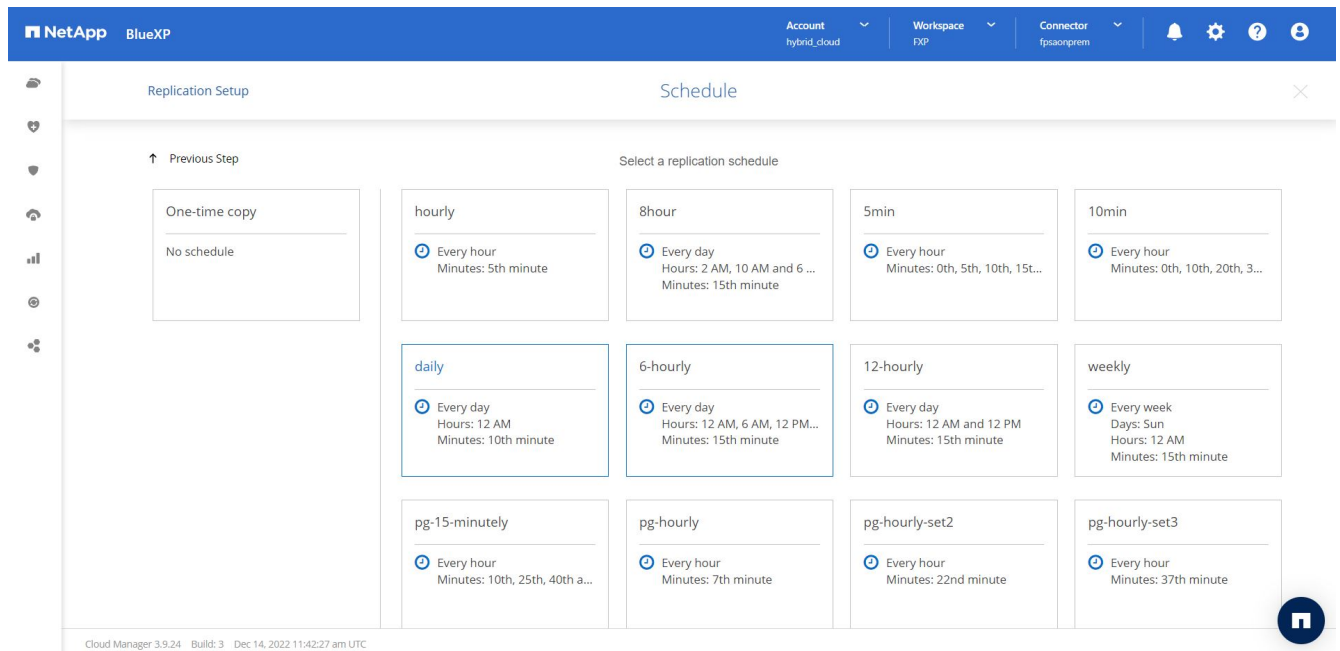 NetApp BlueXP
Account
hybrid_cloud
Workspace
FXP
Connector
fpsaonprem
Replication Setup
Schedule
↑ Previous Step
Select a replication schedule
One-time copy
No schedule
hourly
Every hour
Minutes: 5th minute
8hour
Every day
Hours: 2 AM, 10 AM and 6 ...
Minutes: 15th minute
5min
Every hour
Minutes: 0th, 5th, 10th, 15t...
10min
Every hour
Minutes: 0th, 10th, 20th, 3...
daily
Every day
Hours: 12 AM
Minutes: 10th minute
6-hourly
Every day
Hours: 12 AM, 6 AM, 12 PM...
Minutes: 15th minute
12-hourly
Every day
Hours: 12 AM and 12 PM
Minutes: 15th minute
weekly
Every week
Days: Sun
Hours: 12 AM
Minutes: 15th minute
pg-15-minutely
Every hour
Minutes: 10th, 25th, 40th a...
pg-hourly
Every hour
Minutes: 7th minute
pg-hourly-set2
Every hour
Minutes: 22nd minute
pg-hourly-set3
Every hour
Minutes: 37th minute
Cloud Manager 3.9.24 Build: 3 Dec 14, 2022 11:42:27 am UTC